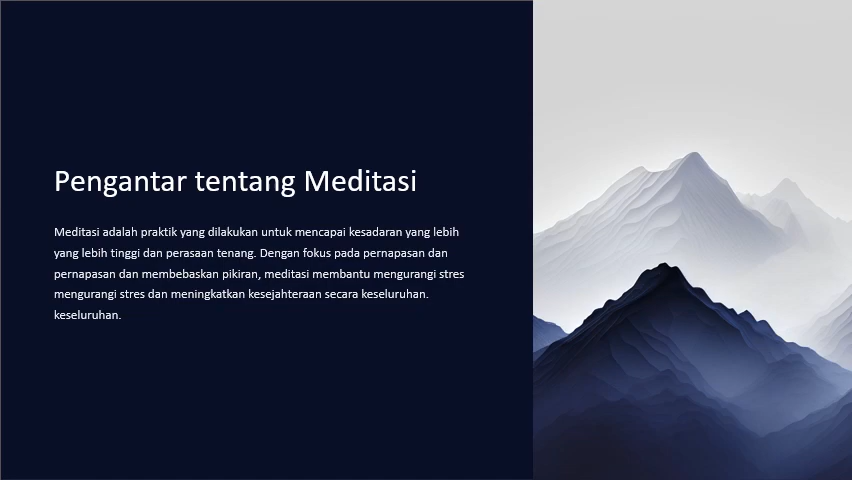 Pengantar tentang Meditasi
Meditasi adalah praktik yang dilakukan untuk mencapai kesadaran yang lebih
yang lebih tinggi dan perasaan tenang. Dengan fokus pada pernapasan dan
pernapasan dan membebaskan pikiran, meditasi membantu mengurangi stres
mengurangi stres dan meningkatkan kesejahteraan secara keseluruhan.
keseluruhan.